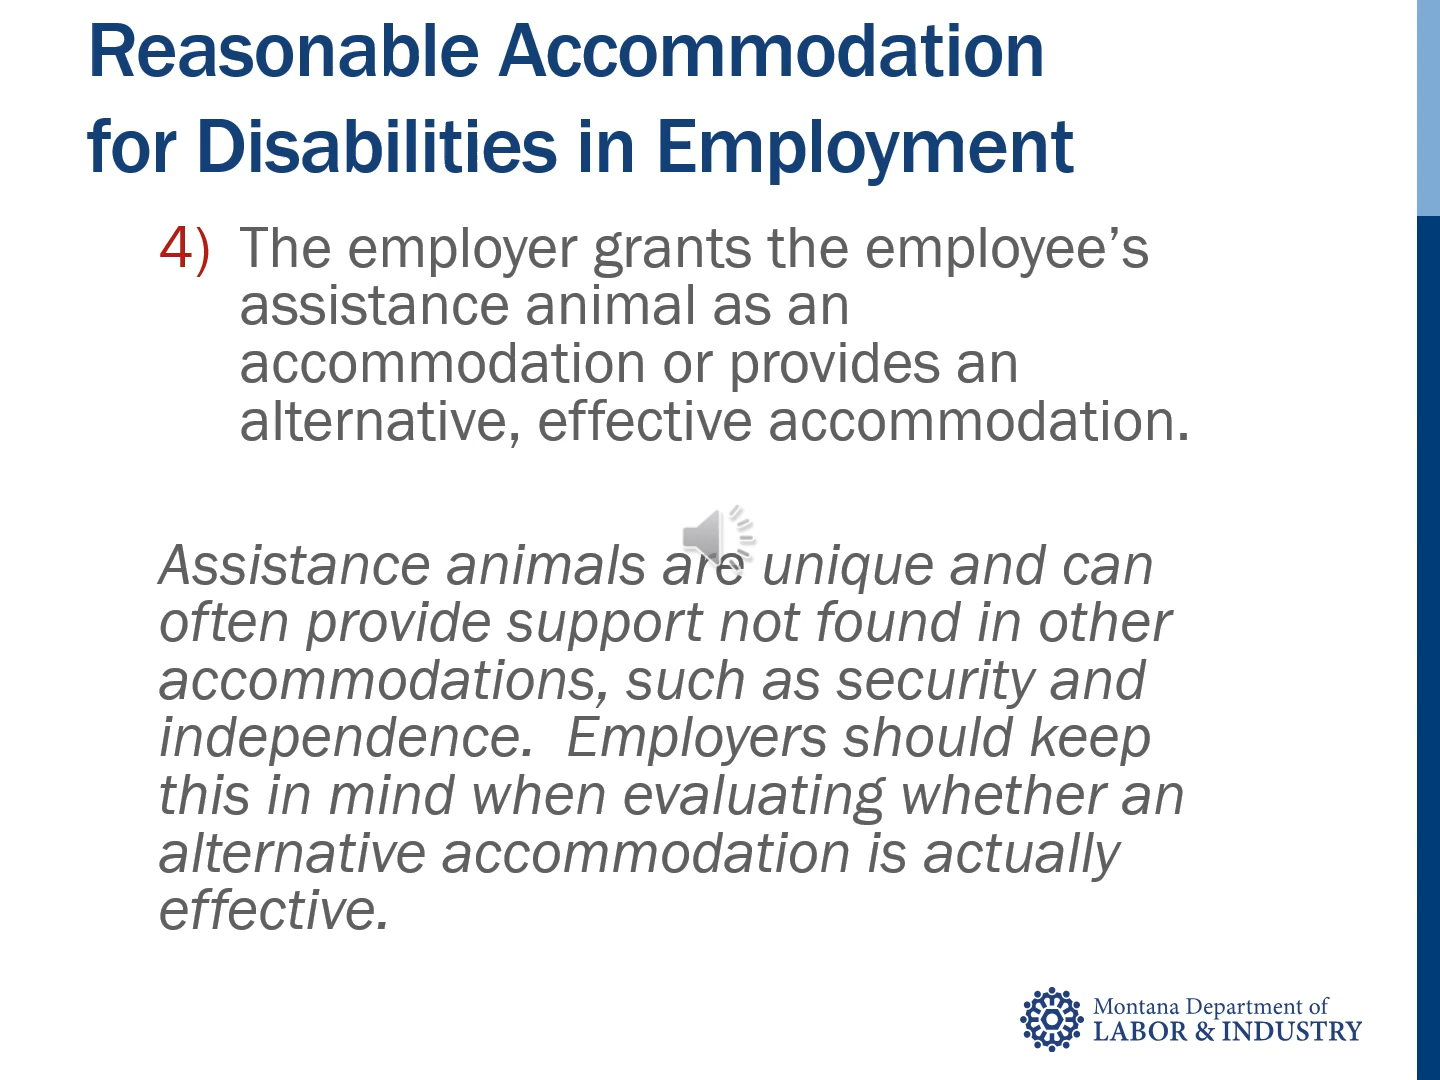 Reasonable Accommodation
for Disabilities in Employment
4) The employer grants the employee’s
assistance animal as an
accommodation or provides an
alternative, effective accommodation.
Assistance animals are unique and can
often provide support not found in other
accommodations, such as security and
independence.  Employers should keep
this in mind when evaluating whether an
alternative accommodation is actually
effective.
Montana Department of
LABOR & INDUSTRY